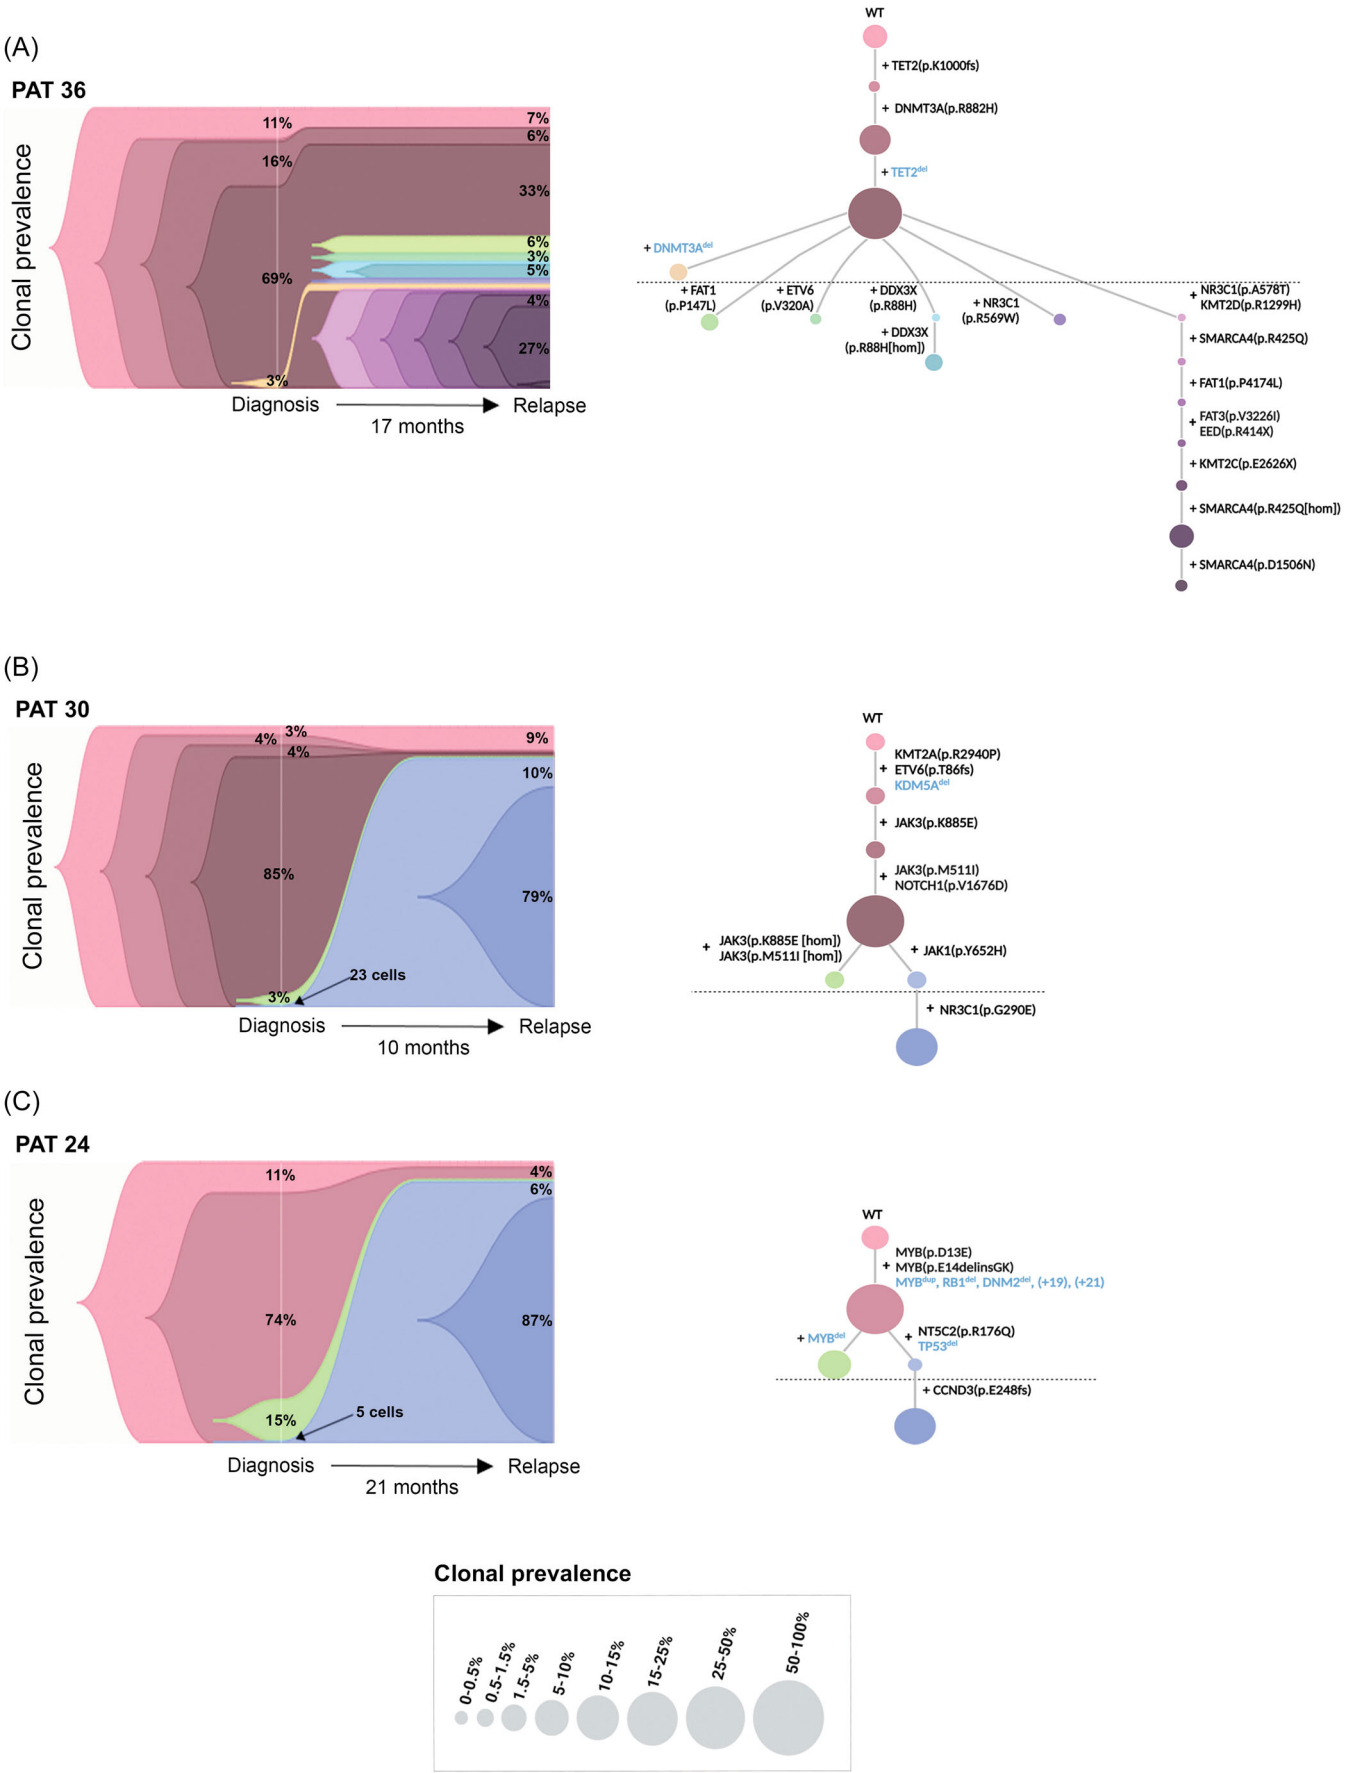 (A)
PAT 36
Clonal prevalence
11%
16%
69%
3%
7%
6%
33%
6%
3%
5%
4%
27%
Diagnosis
Relapse
17 months
WT
+ TET2(p.K1000fs)
+ DNMT3A(p.R882H)
+ TET2del
+ DNMT3Adel
+ FAT1
(p.P147L)
+ ETV6
(p.V320A)
+ DDX3X
(p.R88H)
+ DDX3X
(p.R88H[hom])
+ NR3C1
(p.R569W)
+ NR3C1(p.A578T)
KMT2D(p.R1299H)
+ SMARCA4(p.R425Q)
+ FAT1(p.P4174L)
+ FAT3(p.V3226I)
EED(p.R414X)
+ KMT2C(p.E2626X)
+ SMARCA4(p.R425Q[hom])
+ SMARCA4(p.D1506N)
(B)
PAT 30
Clonal prevalence
3%
4%
4%
85%
3%
23 cells
9%
10%
79%
Diagnosis
Relapse
10 months
WT
KMT2A(p.R2940P)
+ ETV6(p.T86fs)
KDM5Adel
+ JAK3(p.K885E)
+ JAK3(p.M511I)
NOTCH1(p.V1676D)
+ JAK3(p.K885E [hom])
JAK3(p.M511I [hom])
+ JAK1(p.Y652H)
+ NR3C1(p.G290E)
(C)
PAT 24
Clonal prevalence
11%
74%
15%
5 cells
4%
6%
87%
Diagnosis
Relapse
21 months
WT
MYB(p.D13E)
+ MYB(p.E14delinsGK)
MYBdup, RB1del, DNM2del, (+19), (+21)
+ MYBdel
+ NT5C2(p.R176Q)
TP53del
+ CCND3(p.E248fs)
Clonal prevalence
0-0.5%
0.5-1.5%
1.5-5%
5-10%
10-15%
15-25%
25-50%
50-100%